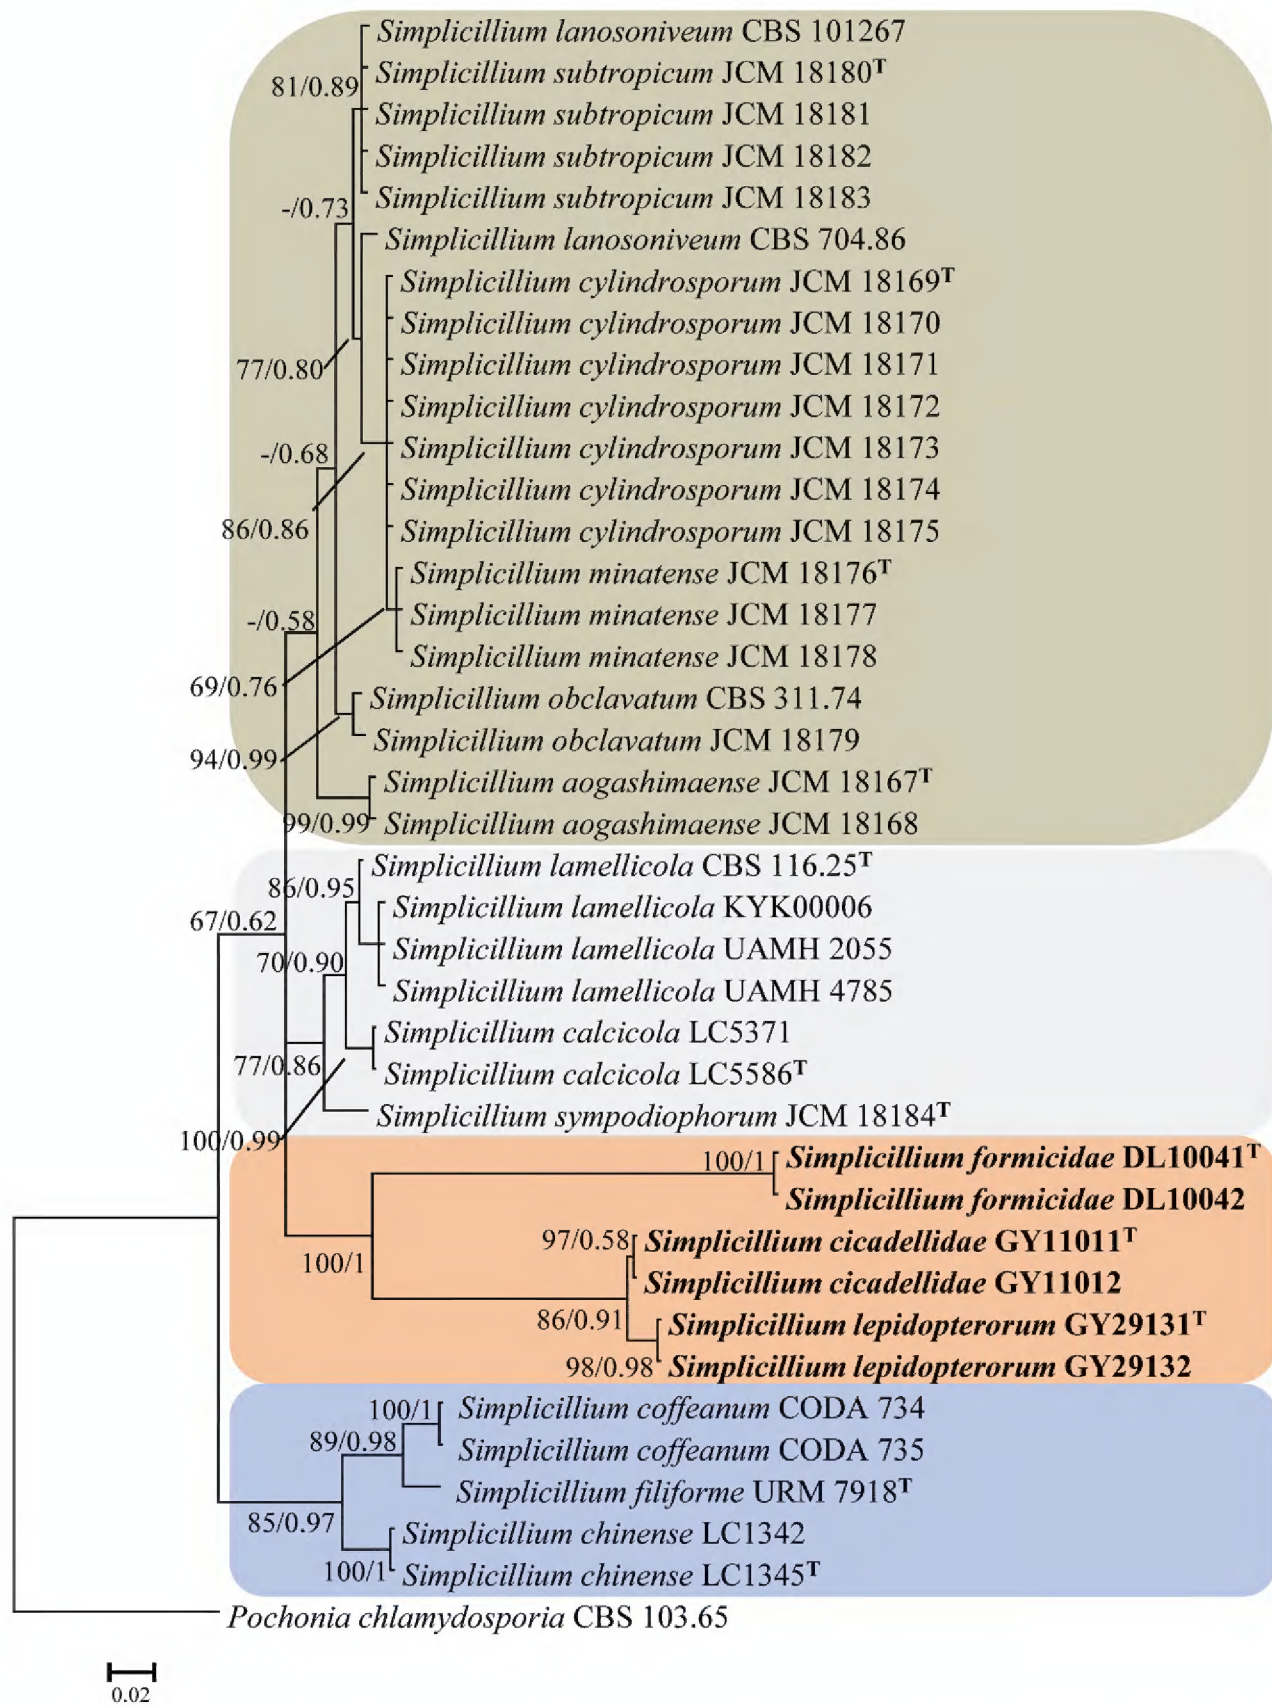 Simplicillium lanosoniveum CBS 101267
Simplicillium subtropicum JCM 18180T
81/0.89
Simplicillium subtropicum JCM 18181
Simplicillium subtropicum JCM 18182
Simplicillium subtropicum JCM 18183
-/0.73
Simplicillium lanosoniveum CBS 704.86
Simplicillium cylindrosporum JCM 18169T
Simplicillium cylindrosporum JCM 18170
Simplicillium cylindrosporum JCM 18171
77/0.80
Simplicillium cylindrosporum JCM 18172
Simplicillium cylindrosporum JCM 18173
-/0.68
Simplicillium cylindrosporum JCM 18174
86/0.86
Simplicillium cylindrosporum JCM 18175
Simplicillium minatense JCM 18176T
Simplicillium minatense JCM 18177
-/0.58
Simplicillium minatense JCM 18178
69/0.76
Simplicillium obclavatum CBS 311.74
Simplicillium obclavatum JCM 18179
94/0.99
Simplicillium aogashimaense JCM 18167T
99/0.99
Simplicillium aogashimaense JCM 18168
Simplicillium lamellicola CBS 116.25T
86/0.95
Simplicillium lamellicola KYK00006
67/0.62
Simplicillium lamellicola UAMH 2055
70/0.90
Simplicillium lamellicola UAMH 4785
Simplicillium calcicola LC5371
77/0.86
Simplicillium calcicola LC5586T
Simplicillium sympodiophorum JCM 18184T
100/0.99
100/1
Simplicillium formicidae DL10041T
Simplicillium formicidae DL10042
97/0.58
Simplicillium cicadellidae GY11011T
100/1
Simplicillium cicadellidae GY11012
86/0.91
Simplicillium lepidopterorum GY29131T
98/0.98
Simplicillium lepidopterorum GY29132
100/1
Simplicillium coffeanum CODA 734
89/0.98
Simplicillium coffeanum CODA 735
Simplicillium filiforme URM 7918T
85/0.97
Simplicillium chinense LC1342
100/1
Simplicillium chinense LC1345T
Pochonia chlamydosporia CBS 103.65
0.02